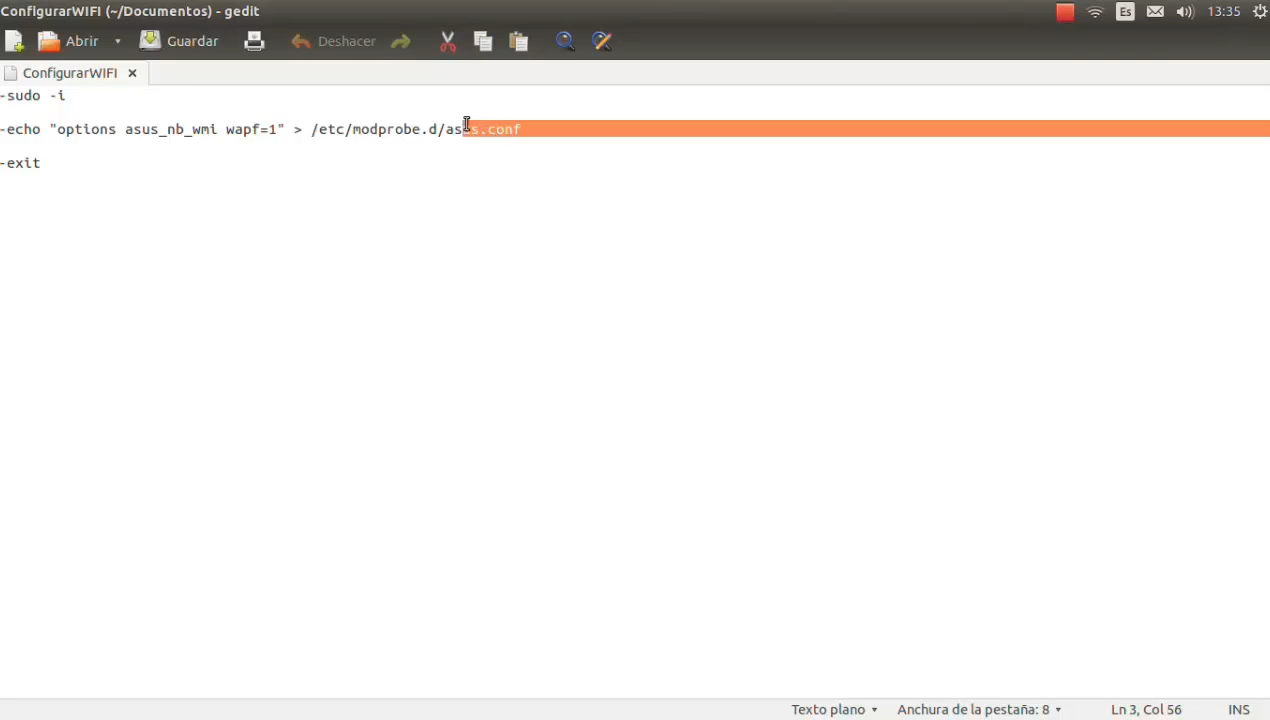 ConfigurarWIFI (~/Documentos) - gedit
Es
13:35
Abrir
Guardar
Deshacer
ConfigurarWIFI
-sudo -i
-echo "options asus_nb_wmi wapf=1" > /etc/modprobe.d/asus.conf
-exit
Texto plano
Anchura de la pestaña: 8
Ln 3, Col 56
INS